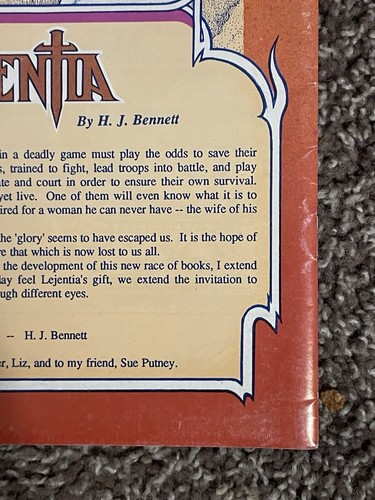 ENTIA
By H. J. Bennett
in a deadly game must play the odds to save their
s, trained to fight, lead troops into battle, and play
te and court in order to ensure their own survival.
yet live. One of them will even know what it is to
ired for a woman he can never have -- the wife of his
the 'glory' seems to have escaped us. It is the hope of
re that which is now lost to us all.
the development of this new race of books, I extend
lay feel Lejentia's gift, we extend the invitation to
ugh different eyes.
-- H. J. Bennett
er, Liz, and to my friend, Sue Putney.